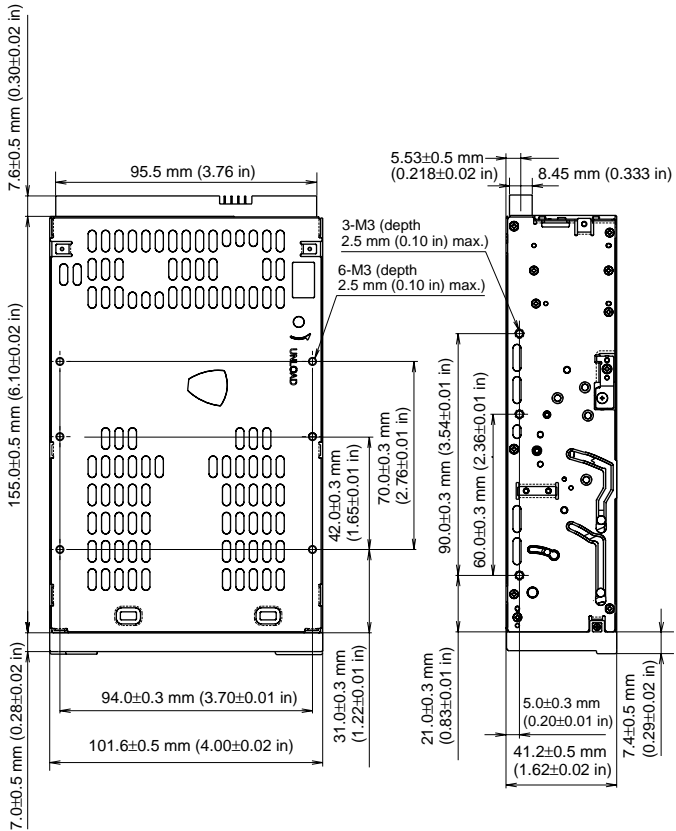 7.6±0.5 mm (0.30±0.02 in)
95.5 mm (3.76 in)
5.53±0.5 mm
(0.218±0.02 in)
8.45 mm (0.333 in)
3-M3 (depth
2.5 mm (0.10 in) max.)
6-M3 (depth
2.5 mm (0.10 in) max.)
UNLOAD
155.0±0.5 mm (6.10±0.02 in)
42.0±0.3 mm
(1.65±0.01 in)
70.0±0.3 mm
(2.76±0.01 in)
90.0±0.3 mm (3.54±0.01 in)
60.0±0.3 mm (2.36±0.01 in)
7.0±0.5 mm (0.28±0.02 in)
94.0±0.3 mm (3.70±0.01 in)
101.6±0.5 mm (4.00±0.02 in)
31.0±0.3 mm
(1.22±0.01 in)
21.0±0.3 mm
(0.83±0.01 in)
5.0±0.3 mm
(0.20±0.01 in)
41.2±0.5 mm
(1.62±0.02 in)
7.4±0.5 mm
(0.29±0.02 in)